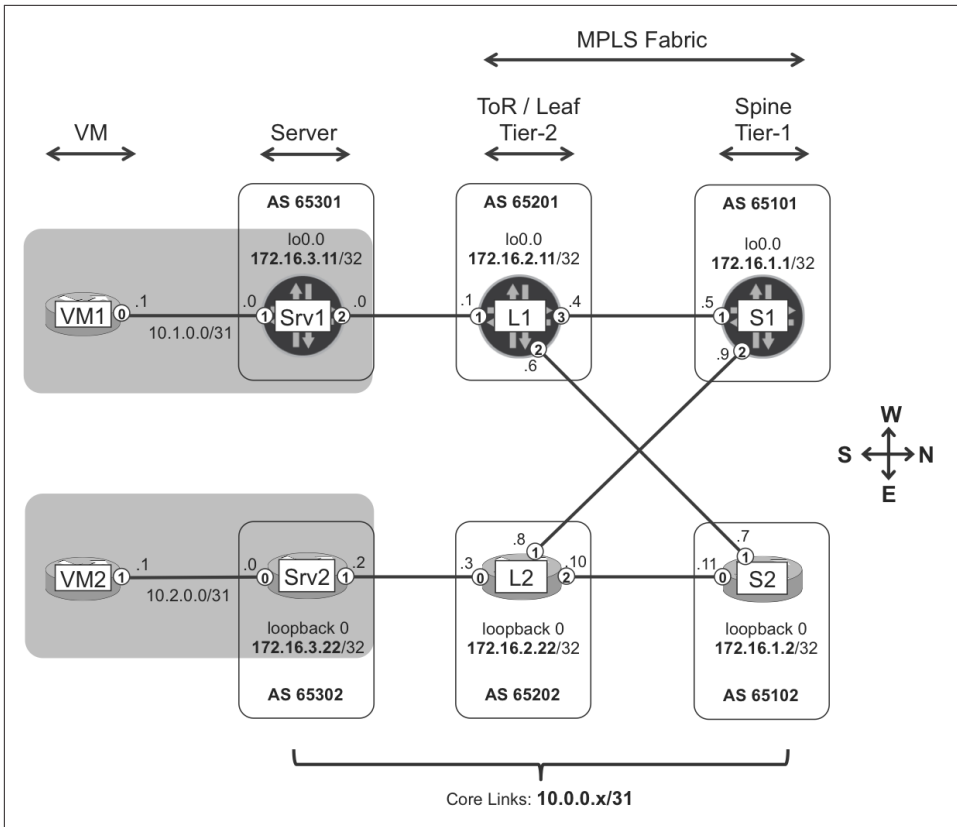 MPLS Fabric
VM
Server
ToR / Leaf
Tier-2
Spine
Tier-1
AS 65301
AS 65201
AS 65101
lo0.0
172.16.3.11/32
lo0.0
172.16.2.11/32
lo0.0
172.16.1.1/32
VM1
0
.1
10.1.0.0/31
.0
1
Srv1
2
.0
.1
1
L1
3
.4
2
.6
.5
1
S1
2
.9
W
S
N
E
VM2
1
.1
10.2.0.0/31
.0
0
Srv2
1
.2
.3
0
L2
.8
1
2
.10
.7
1
.11
0
S2
loopback 0
172.16.3.22/32
loopback 0
172.16.2.22/32
loopback 0
172.16.1.2/32
AS 65302
AS 65202
AS 65102
Core Links: 10.0.0.x/31